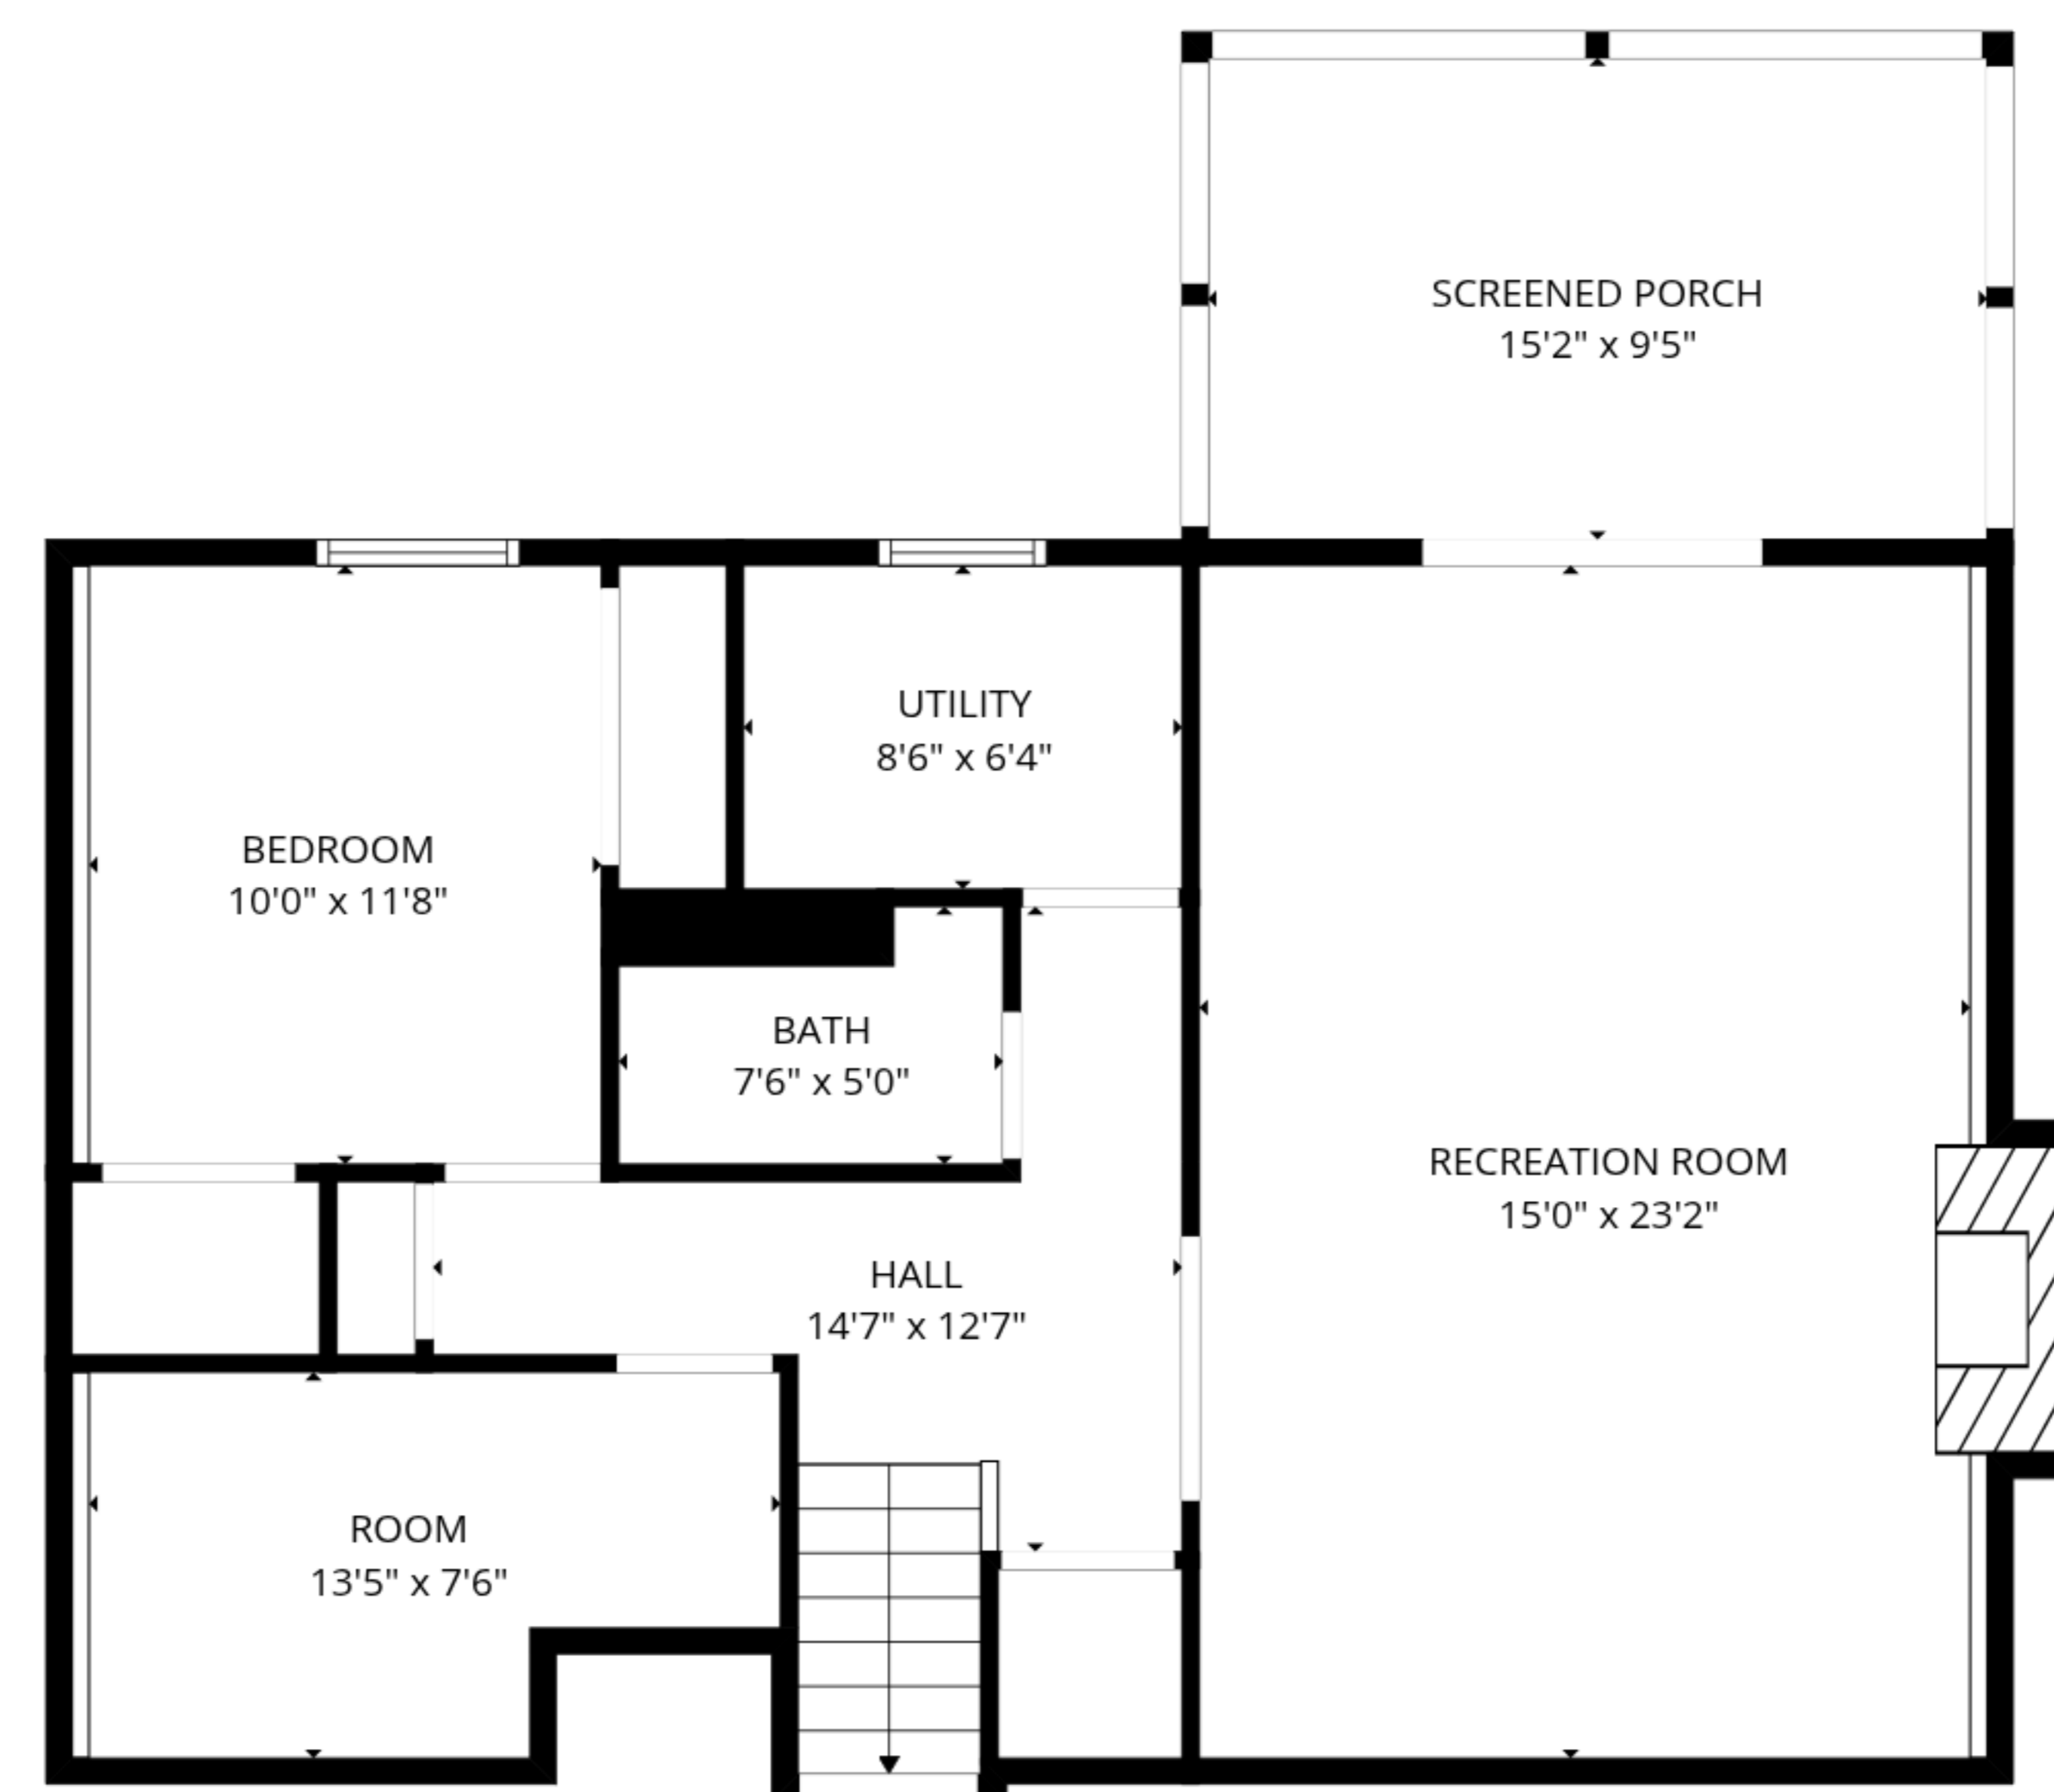 SCREENED PORCH
15'2" x 9'5"
UTILITY
8'6" x 6'4"
BEDROOM
10'0" x 11'8"
BATH
7'6" x 5'0"
RECREATION ROOM
15'0" x 23'2"
HALL
14'7" x 12'7"
ROOM
13'5" x 7'6"